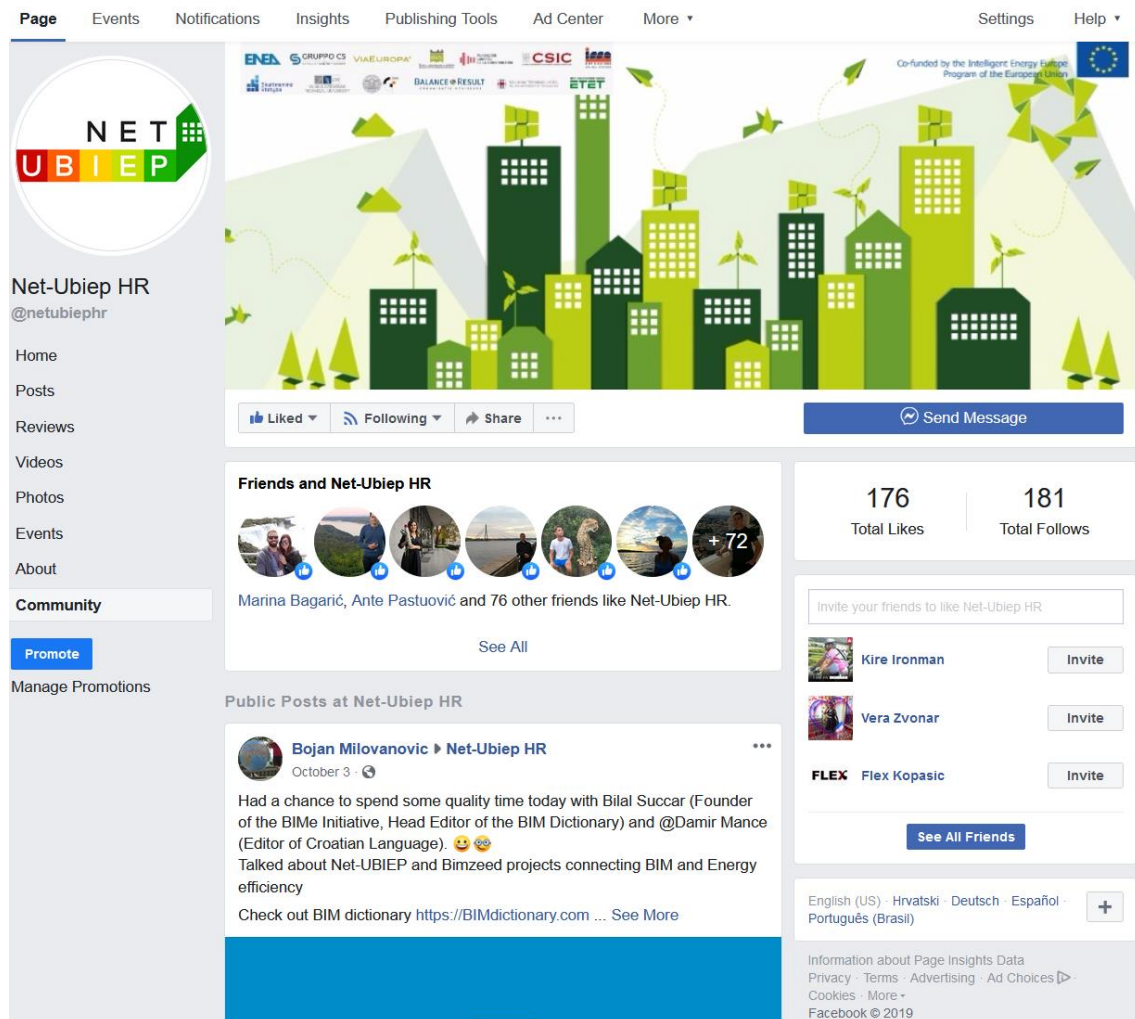 Page Events Notifications Insights Publishing Tools Ad Center More Settings Help
ENEA GRUPPO CS VIAEUROPA CSIC
BALANCE RESULT ETET
Co-funded by the Intelligent Energy Europe
Program of the European Union
NET
UBIEP
Net-Ubiep HR
@netubiephr
Home
Posts
Reviews
Videos
Photos
Events
About
Community
Promote
Manage Promotions
Liked Following Share ...
Send Message
Friends and Net-Ubiep HR
+ 72
Marina Bagarić, Ante Pastuović and 76 other friends like Net-Ubiep HR.
See All
176 181
Total Likes Total Follows
Invite your friends to like Net-Ubiep HR
Kire Ironman Invite
Vera Zvonar Invite
FLEX Flex Kopasic Invite
See All Friends
Public Posts at Net-Ubiep HR
Bojan Milovanovic Net-Ubiep HR
October 3 ·
Had a chance to spend some quality time today with Bilal Succar (Founder
of the BIMe Initiative, Head Editor of the BIM Dictionary) and @Damir Mance
(Editor of Croatian Language).
Talked about Net-UBIEP and Bimzeed projects connecting BIM and Energy
efficiency
Check out BIM dictionary https://BIMdictionary.com ... See More
English (US) · Hrvatski · Deutsch · Español ·
Português (Brasil)
Information about Page Insights Data
Privacy · Terms · Advertising · Ad Choices ·
Cookies · More
Facebook © 2019